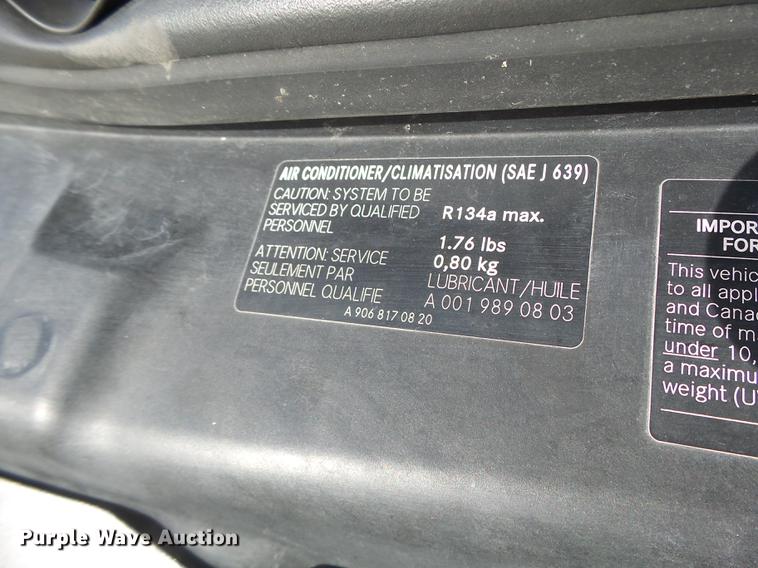 AIR CONDITIONER/CLIMATISATION (SAE J 639)
CAUTION: SYSTEM TO BE
SERVICED BY QUALIFIED
PERSONNEL
ATTENTION: SERVICE
SEULEMENT PAR
PERSONNEL QUALIFIE
R134a max.
1.76 lbs
0,80 kg
LUBRICANT/HUILE
A 001 989 08 03
A 906 817 08 20
IMPOR
FOR
This vehic
to all appl
and Canad
time of m
under 10,
a maximu
weight (U
Purple Wave Auction